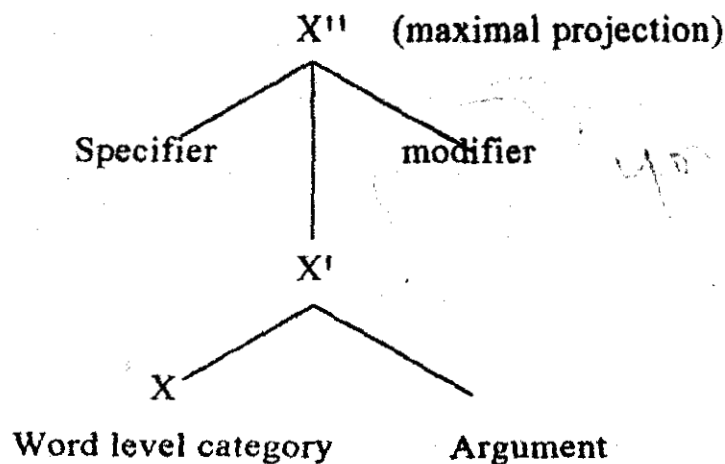 X'' (maximal projection)
Specifier modifier
X'
X
Word level category Argument